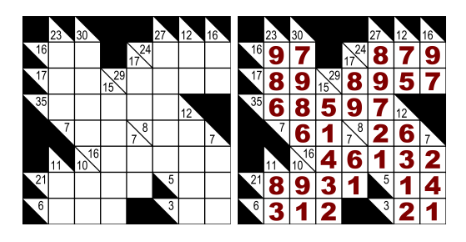 23 30 27 12 16
16 24 17
17 29 15
35 12
7 8 7 7
11 16 10
21 5
6 3
23 30 27 12 16
16 9 7 24 17 8 7 9
17 8 9 29 15 8 9 5 7
35 6 8 5 9 7 12
7 6 1 8 7 2 6 7
11 16 10 4 6 1 3 2
21 8 9 3 1 5 1 4
6 3 1 2 3 2 1